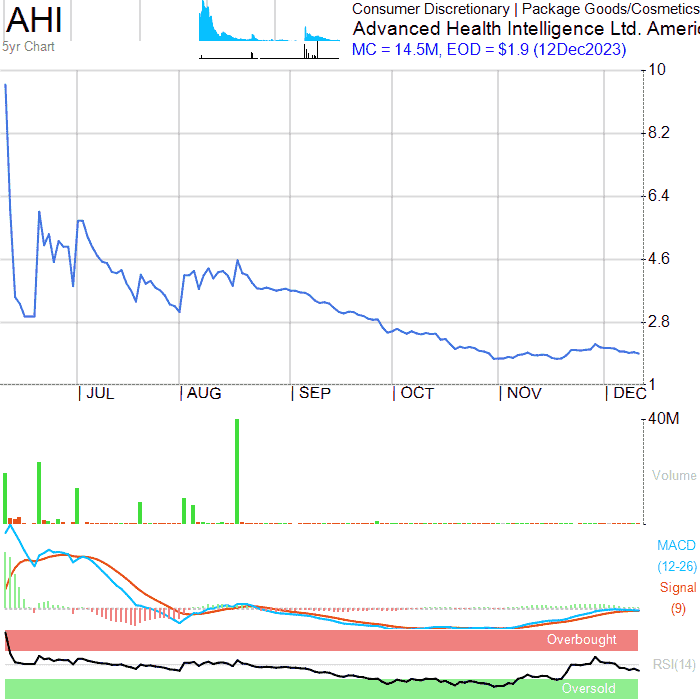 AHI
5yr Chart
Consumer Discretionary | Package Goods/Cosmetics
Advanced Health Intelligence Ltd. Americ
MC = 14.5M, EOD = $1.9 (12Dec2023)
10
8.2
6.4
4.6
2.8
1
| JUL | AUG | SEP | OCT | NOV | DEC
40M
Volume
MACD
(12-26)
Signal
(9)
Overbought
RSI(14)
Oversold